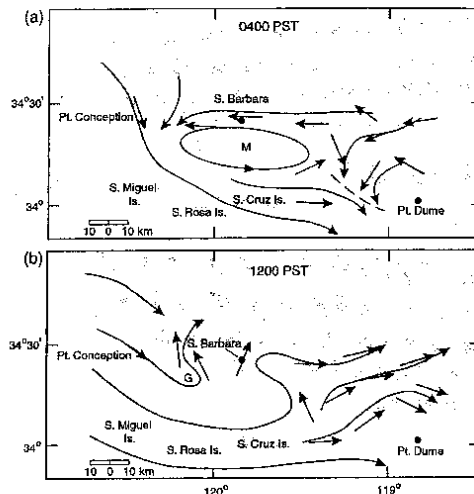 (a)
0400 PST
34°30'
S. Barbara
Pt. Conception
M
S. Miguel
Is.
S. Rosa Is.
S. Cruz Is.
34°
Pt. Dume
10 0 10 km
(b)
1200 PST
34°30'
S. Barbara
Pt. Conception
G
S. Miguel
Is.
S. Rosa Is.
S. Cruz Is.
34°
Pt. Dume
10 0 10 km
120°
119°